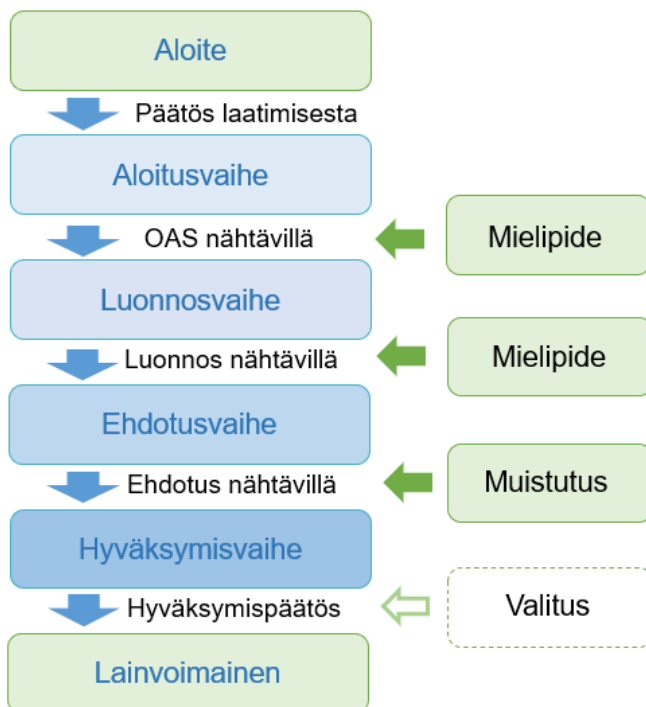 Aloite
Päätös laatimisesta
Aloitusvaihe
OAS nähtävillä
Mielipide
Luonnosvaihe
Luonnos nähtävillä
Mielipide
Ehdotusvaihe
Ehdotus nähtävillä
Muistutus
Hyväksymisvaihe
Hyväksymispäätös
Valitus
Lainvoimainen